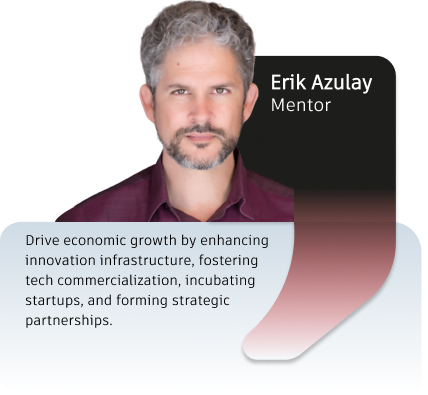 Erik Azulay
Mentor
Drive economic growth by enhancing
innovation infrastructure, fostering
tech commercialization, incubating
startups, and forming strategic
partnerships.